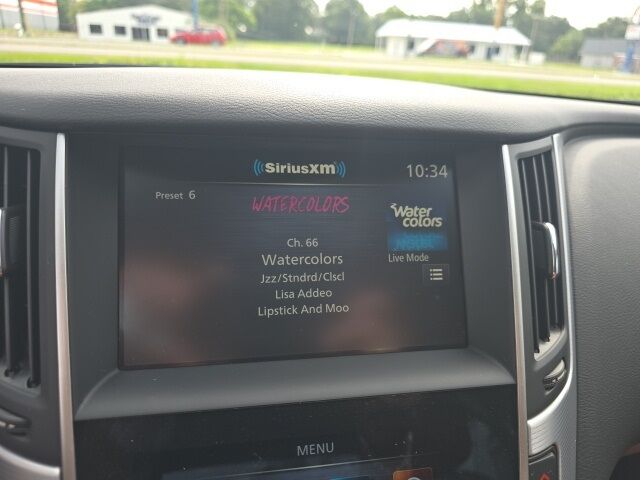 SiriusXM
10:34
Preset 6
WATERCOLORS
Water
colors
Ch. 66
Watercolors
Live Mode
Jzz/Stndrd/Clscl
Lisa Addeo
Lipstick And Moo
MENU